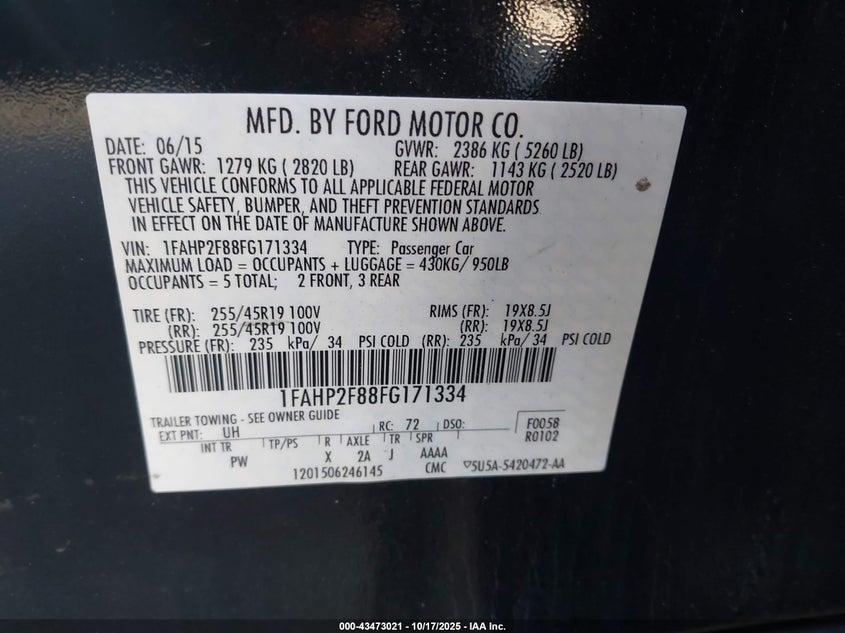 MFD. BY FORD MOTOR CO.
DATE: 06/15 GVWR: 2386 KG ( 5260 LB)
FRONT GAWR: 1279 KG ( 2820 LB) REAR GAWR: 1143 KG ( 2520 LB)
THIS VEHICLE CONFORMS TO ALL APPLICABLE FEDERAL MOTOR
VEHICLE SAFETY, BUMPER, AND THEFT PREVENTION STANDARDS
IN EFFECT ON THE DATE OF MANUFACTURE SHOWN ABOVE.
VIN: 1FAHP2F88FG171334 TYPE: Passenger Car
MAXIMUM LOAD = OCCUPANTS + LUGGAGE = 430KG/ 950LB
OCCUPANTS = 5 TOTAL; 2 FRONT, 3 REAR
TIRE (FR): 255/45R19 100V RIMS (FR): 19X8.5J
(RR): 255/45R19 100V (RR): 19X8.5J
PRESSURE (FR): 235 kPa/ 34 PSI COLD (RR): 235 kPa/ 34 PSI COLD
1FAHP2F88FG171334
TRAILER TOWING - SEE OWNER GUIDE
EXT PNT: UH RC: 72 DSO: F0058
R0102
INT TR TP/PS R AXLE TR SPR
PW X 2A J AAAA
1201506246145 CMC ▽5U5A-5420472-AA
000-43473021 | 10/17/2025 - IAA Inc.